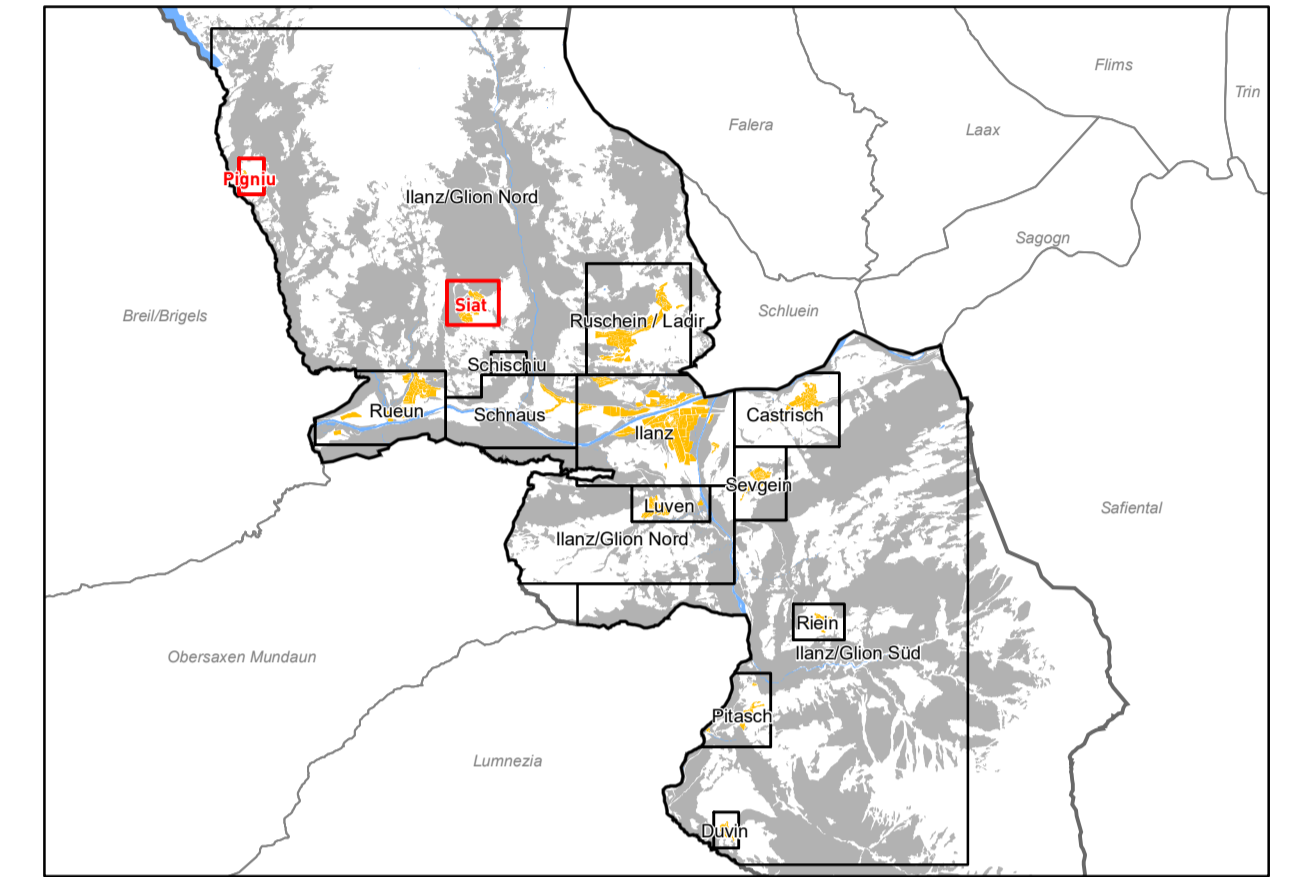 Flims
Trin
Falera
Laax
Pigniu
Ilanz/Glion Nord
Sagogn
Siat
Schluein
Breil/Brigels
Ruschein / Ladir
Schischiu
Rueun
Schnaus
Castrisch
Ilanz
Sevgein
Luven
Safiental
Ilanz/Glion Nord
Riein
Ilanz/Glion Süd
Obersaxen Mundaun
Pitasch
Lumnezia
Duvin